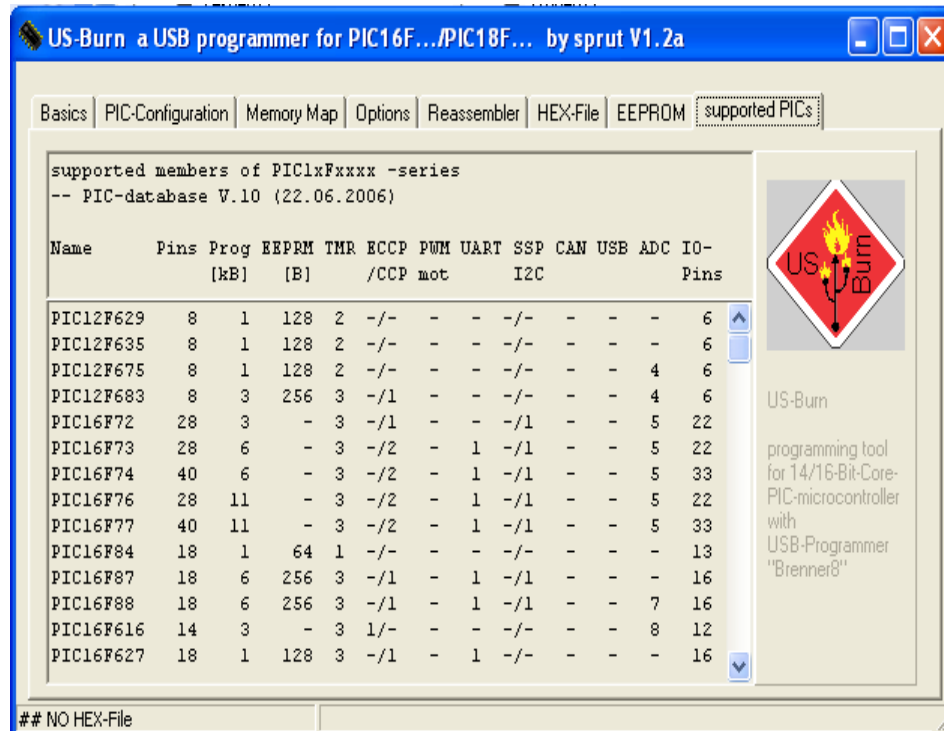 US-Burn a USB programmer for PIC16F.../PIC18F... by sprut V1.2a
Basics PIC-Configuration Memory Map Options Reassembler HEX-File EEPROM supported PICs
supported members of PIC1xFxxxx -series
-- PIC-database V.10 (22.06.2006)
Name Pins Prog EEPRM TMR ECCP PWM UART SSP CAN USB ADC IO-
[kB] [B] /CCP mot I2C Pins
PIC12F629 8 1 128 2 -/- - - -/- - - - 6
PIC12F635 8 1 128 2 -/- - - -/- - - - 6
PIC12F675 8 1 128 2 -/- - - -/- - - 4 6
PIC12F683 8 3 256 3 -/1 - - -/- - - 4 6
PIC16F72 28 3 - 3 -/1 - - -/1 - - 5 22
PIC16F73 28 6 - 3 -/2 - 1 -/1 - - 5 22
PIC16F74 40 6 - 3 -/2 - 1 -/1 - - 5 33
PIC16F76 28 11 - 3 -/2 - 1 -/1 - - 5 22
PIC16F77 40 11 - 3 -/2 - 1 -/1 - - 5 33
PIC16F84 18 1 64 1 -/- - - -/- - - - 13
PIC16F87 18 6 256 3 -/1 - 1 -/1 - - - 16
PIC16F88 18 6 256 3 -/1 - 1 -/1 - - 7 16
PIC16F616 14 3 - 3 1/- - - -/- - - 8 12
PIC16F627 18 1 128 3 -/1 - 1 -/- - - - 16
US Burn
US-Burn
programming tool
for 14/16-Bit-Core-
PIC-microcontroller
with
USB-Programmer
"Brenner8"
## NO HEX-File